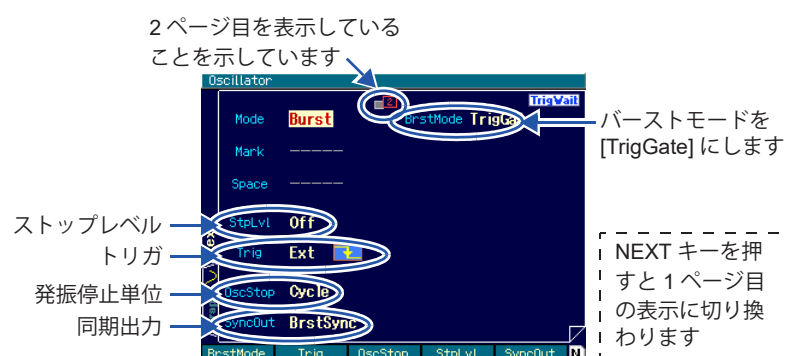 2 ページ目を表示している
ことを示しています
Oscillator
2
TrigWait
Mode Burst
BrstMode
バーストモードを
[TrigGate] にします
Mark -----
Space -----
ストップレベル
StpLvl Off
トリガ
Trig Ext
発振停止単位
OscStop Cycle
同期出力
SyncOut BrstSync
NEXT キーを押
すと 1 ページ目
の表示に切り換
わります
BrstMode Trig OscStop StpLvl SyncOut N